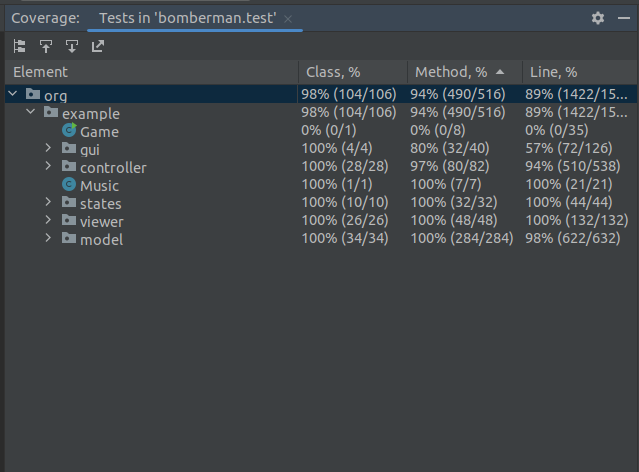 Coverage: Tests in 'bomberman.test' ×
Element Class, % Method, % Line, %
org 98% (104/106) 94% (490/516) 89% (1422/15...
example 98% (104/106) 94% (490/516) 89% (1422/15...
Game 0% (0/1) 0% (0/8) 0% (0/35)
gui 100% (4/4) 80% (32/40) 57% (72/126)
controller 100% (28/28) 97% (80/82) 94% (510/538)
Music 100% (1/1) 100% (7/7) 100% (21/21)
states 100% (10/10) 100% (32/32) 100% (44/44)
viewer 100% (26/26) 100% (48/48) 100% (132/132)
model 100% (34/34) 100% (284/284) 98% (622/632)